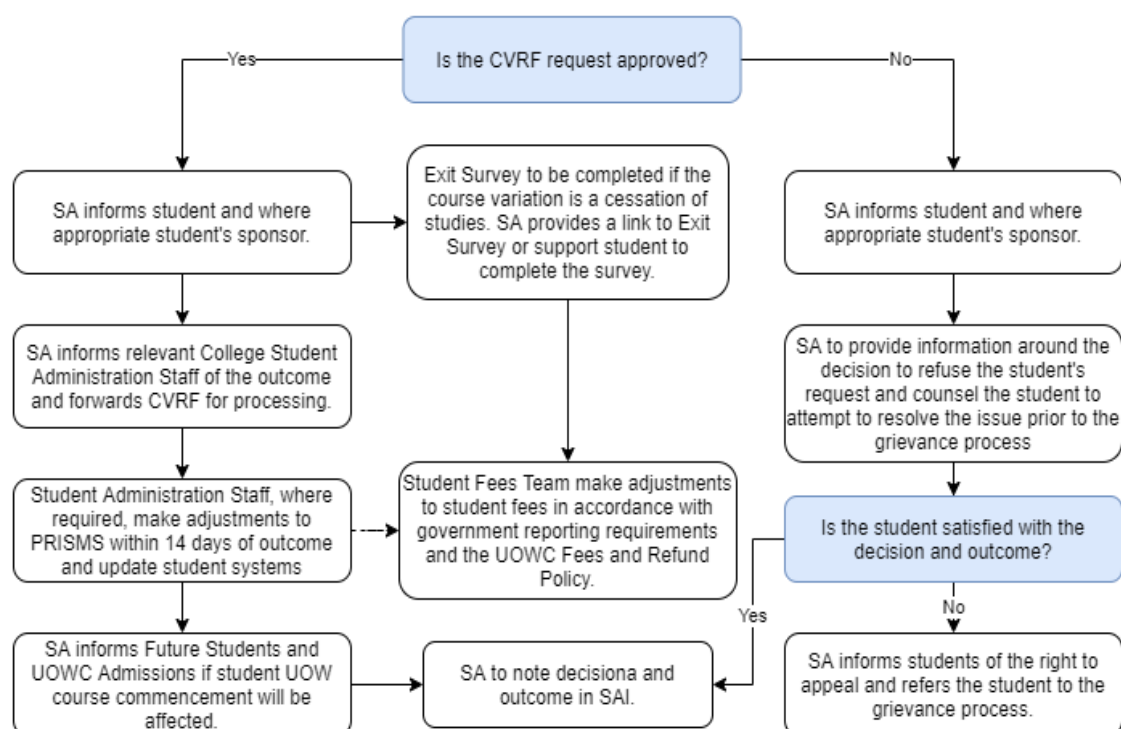 Is the CVRF request approved?
Yes
No
SA informs student and where
appropriate student's sponsor.
Exit Survey to be completed if the
course variation is a cessation of
studies. SA provides a link to Exit
Survey or support student to
complete the survey.
SA informs student and where
appropriate student's sponsor.
SA informs relevant College Student
Administration Staff of the outcome
and forwards CVRF for processing.
SA to provide information around the
decision to refuse the student's
request and counsel the student to
attempt to resolve the issue prior to the
grievance process
Student Administration Staff, where
required, make adjustments to
PRISMS within 14 days of outcome
and update student systems
Student Fees Team make adjustments
to student fees in accordance with
government reporting requirements
and the UOWC Fees and Refund
Policy.
Is the student satisfied with the
decision and outcome?
Yes
No
SA informs Future Students and
UOWC Admissions if student UOW
course commencement will be
affected.
SA to note decisiona and
outcome in SAI.
SA informs students of the right to
appeal and refers the student to the
grievance process.